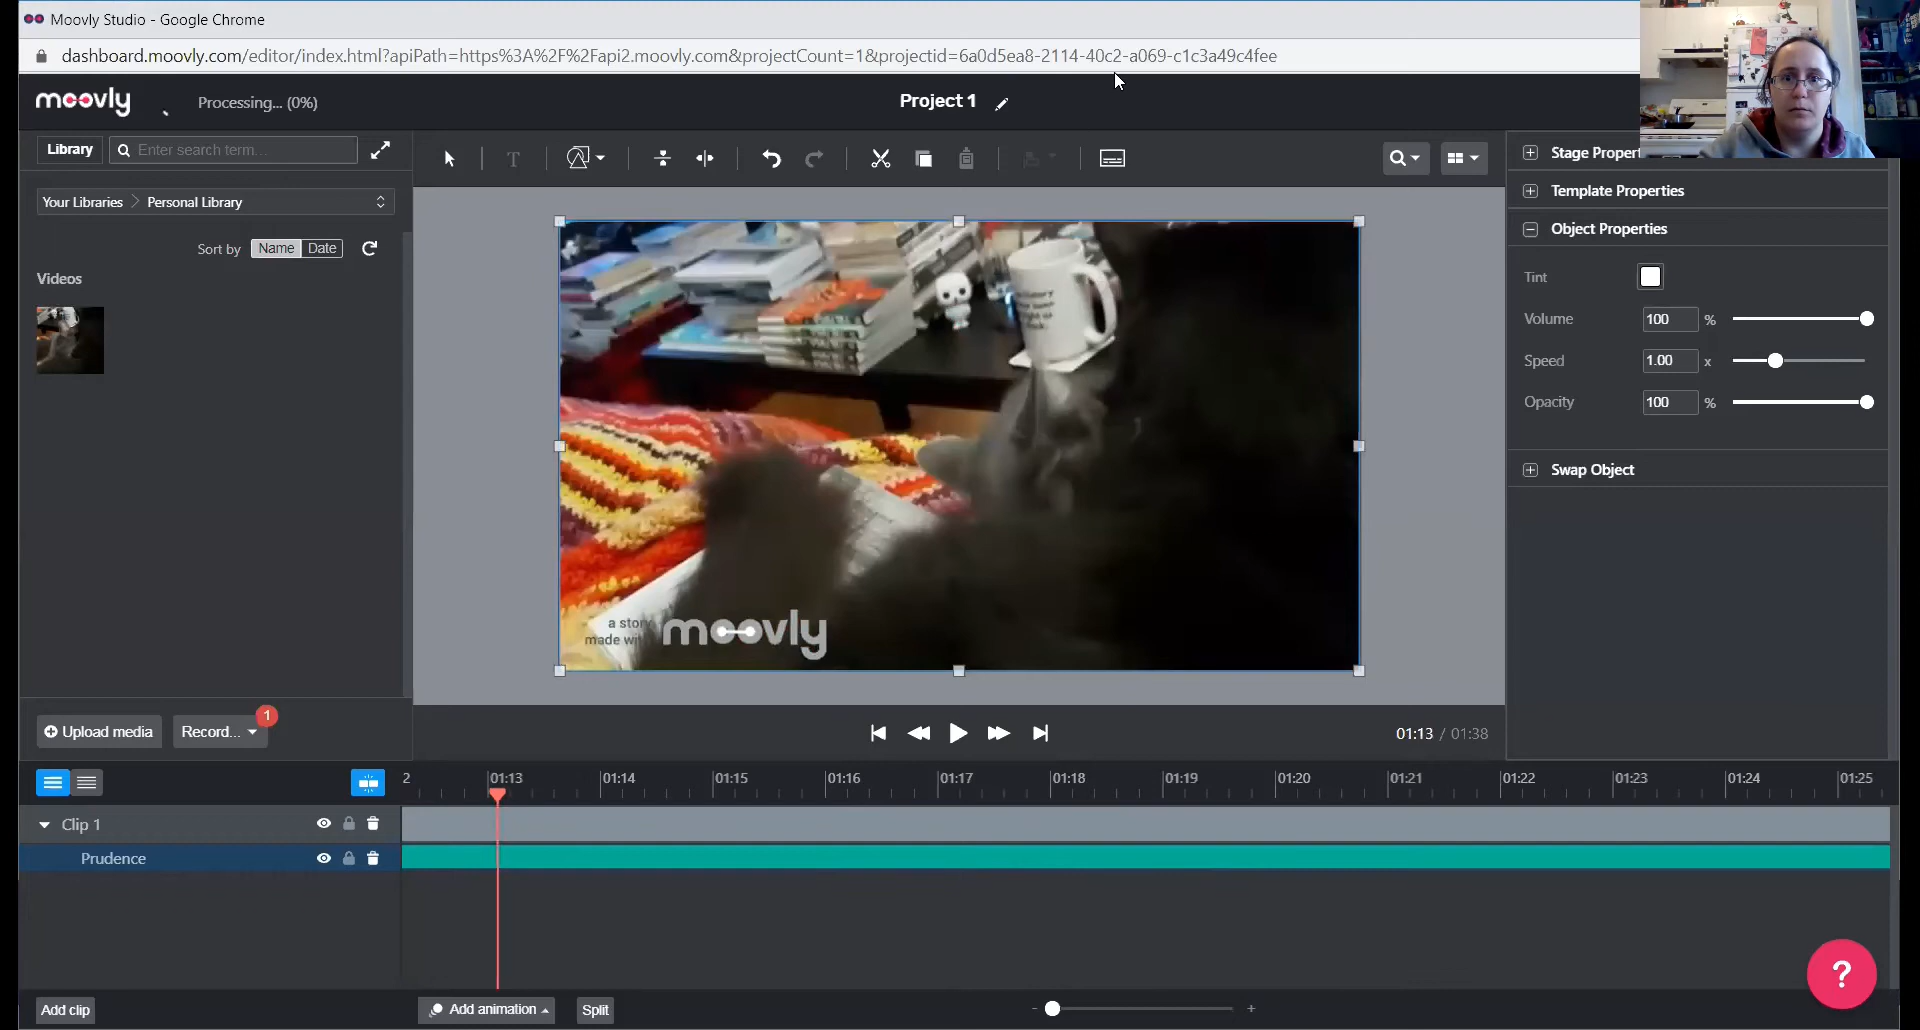 Moovly Studio - Google Chrome
dashboard.moovly.com/editor/index.html?apiPath=https%3A%2F%2Fapi2.moovly.com&projectCount=1&projectid=6a0d5ea8-2114-40c2-a069-c1c3a49c4fee
moovly
Processing... (0%)
Project 1
Library
Enter search term...
T
Stage Propert
Your Libraries
Personal Library
Template Properties
Sort by
Name
Date
Object Properties
Videos
Tint
Volume
100
%
Speed
1.00
x
Opacity
100
%
Swap Object
a story
made wi
moovly
1
Upload media
Record...
01:13 / 01:38
2
01:13
01:14
01:15
01:16
01:17
01:18
01:19
01:20
01:21
01:22
01:23
01:24
01:25
Clip 1
Prudence
?
Add clip
Add animation
Split
-
+